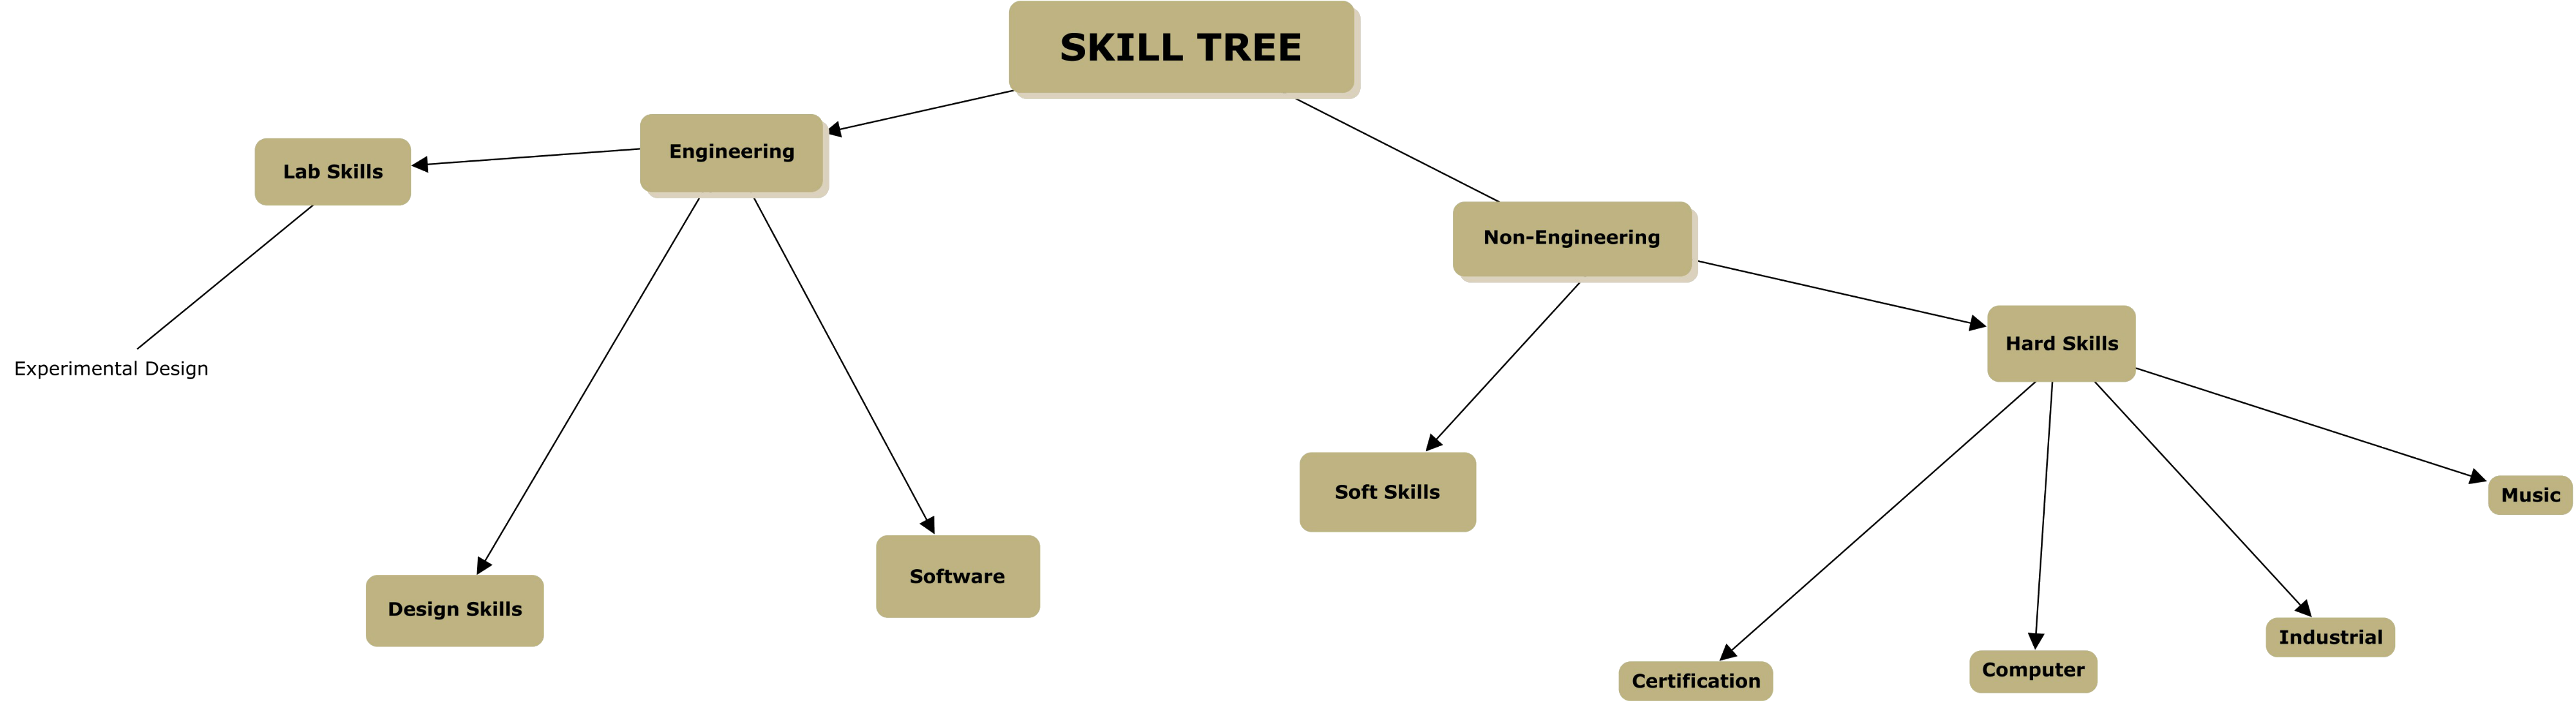 SKILL TREE
Engineering
Lab Skills
Non-Engineering
Hard Skills
Experimental Design
Soft Skills
Music
Software
Design Skills
Industrial
Computer
Certification